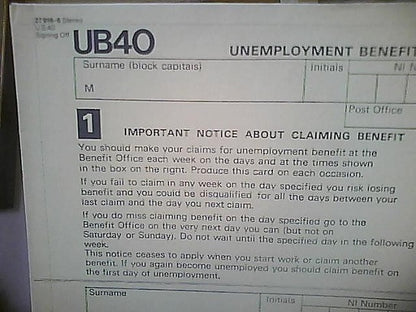 27916-6 Stereo
UB40
Signing Off
UB40
UNEMPLOYMENT BENEFIT
Surname (block capitals)
Initials
NI N
M
Post Office
1
IMPORTANT NOTICE ABOUT CLAIMING BENEFIT
You should make your claims for unemployment benefit at the
Benefit Office each week on the days and at the times shown
in the box on the right. Produce this card on each occasion.
If you fail to claim in any week on the day specified you risk losing
benefit and you could be disqualified for all the days between your
last claim and the day you next claim.
If you do miss claiming benefit on the day specified go to the
Benefit Office on the very next day you can (but not on
Saturday or Sunday). Do not wait until the specified day in the following
week.
This notice ceases to apply when you start work or claim another
benefit. If you again become unemployed you should claim benefit on
the first day of unemployment.
Surname
Initials
NI Number